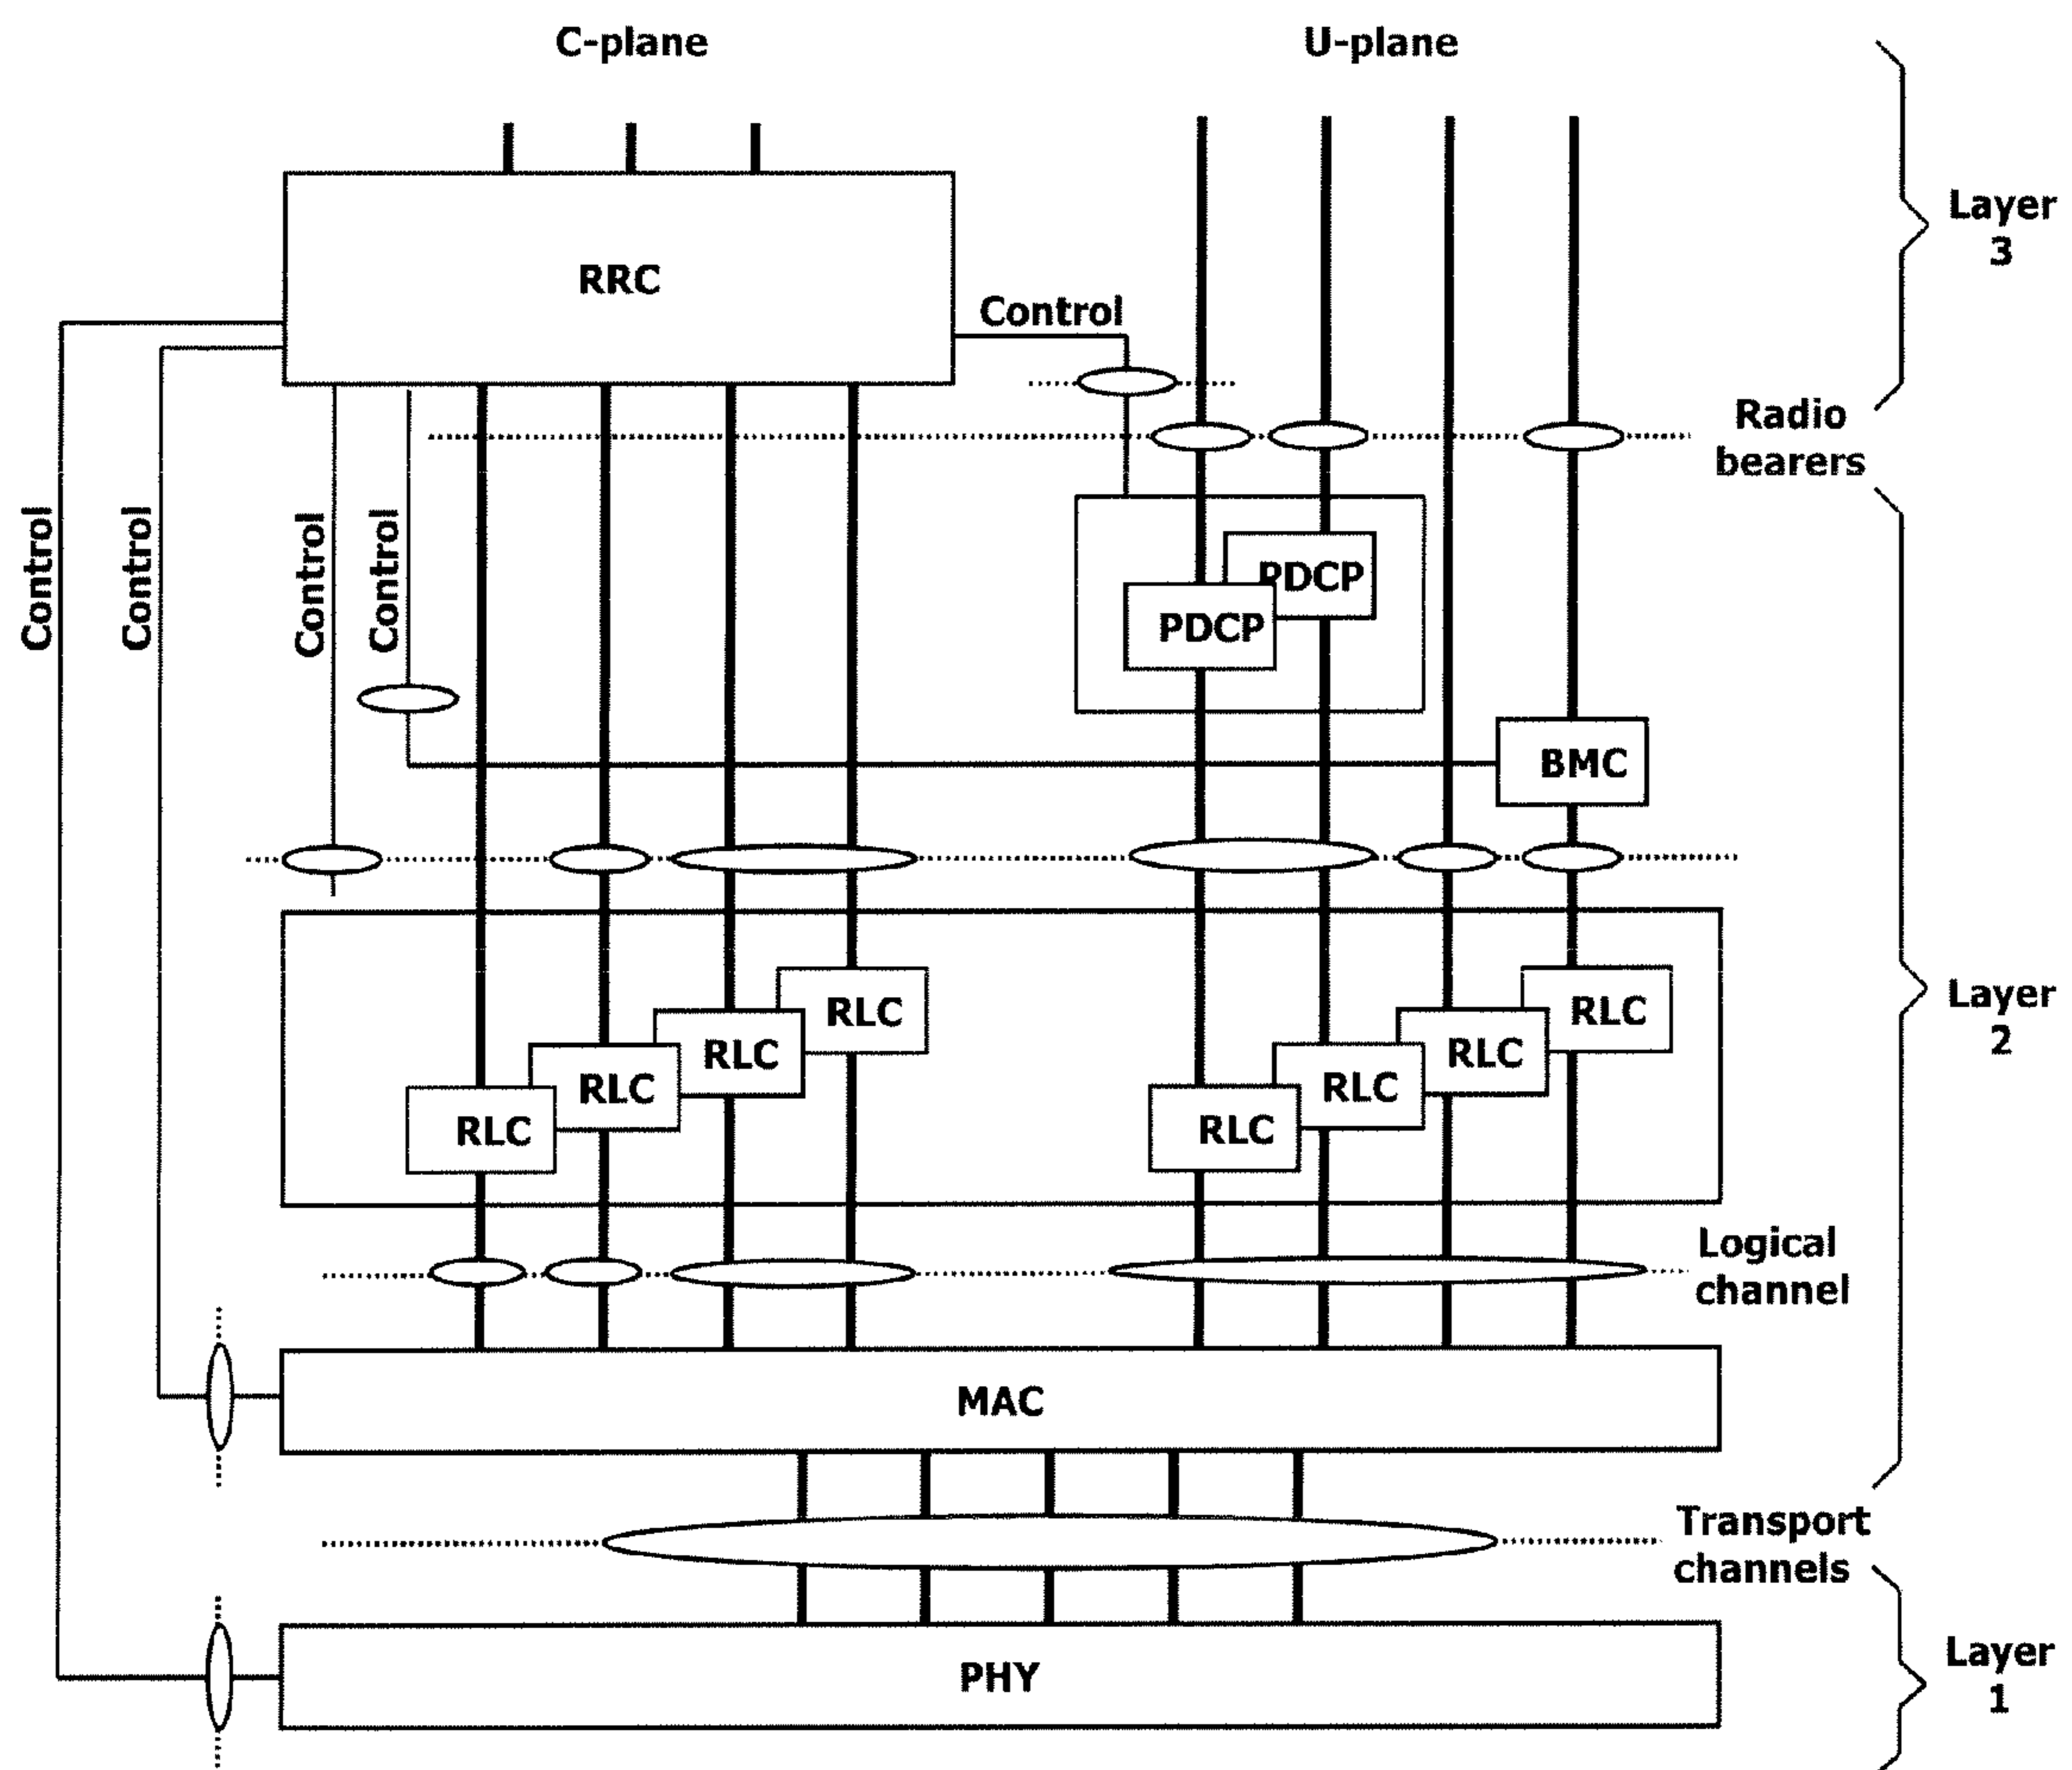 C-plane
U-plane
Layer
3
RRC
Control
Radio
bearers
Control
Control
Control
Control
PDCP
PDCP
BMC
Layer
2
RLC
RLC
RLC
RLC
RLC
RLC
RLC
RLC
Logical
channel
MAC
Transport
channels
PHY
Layer
1